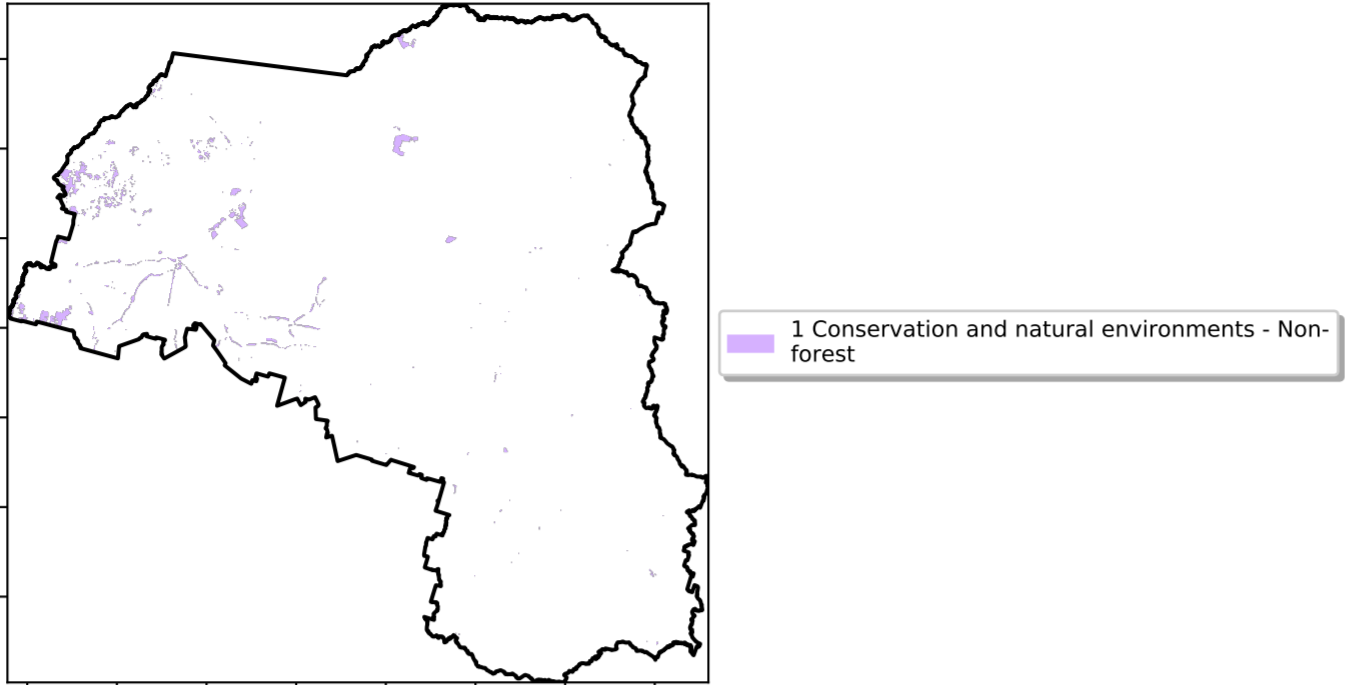 1 Conservation and natural environments - Non-
forest